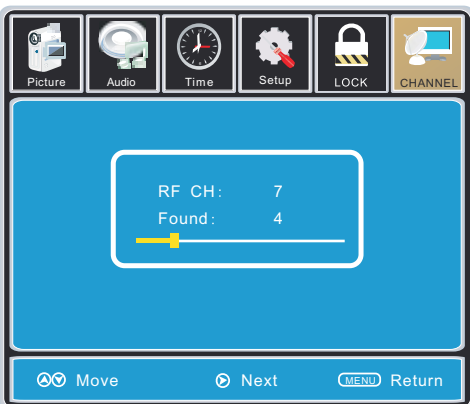 Picture Audio Time Setup LOCK CHANNEL
RF CH: 7
Found: 4
Move Next MENU Return